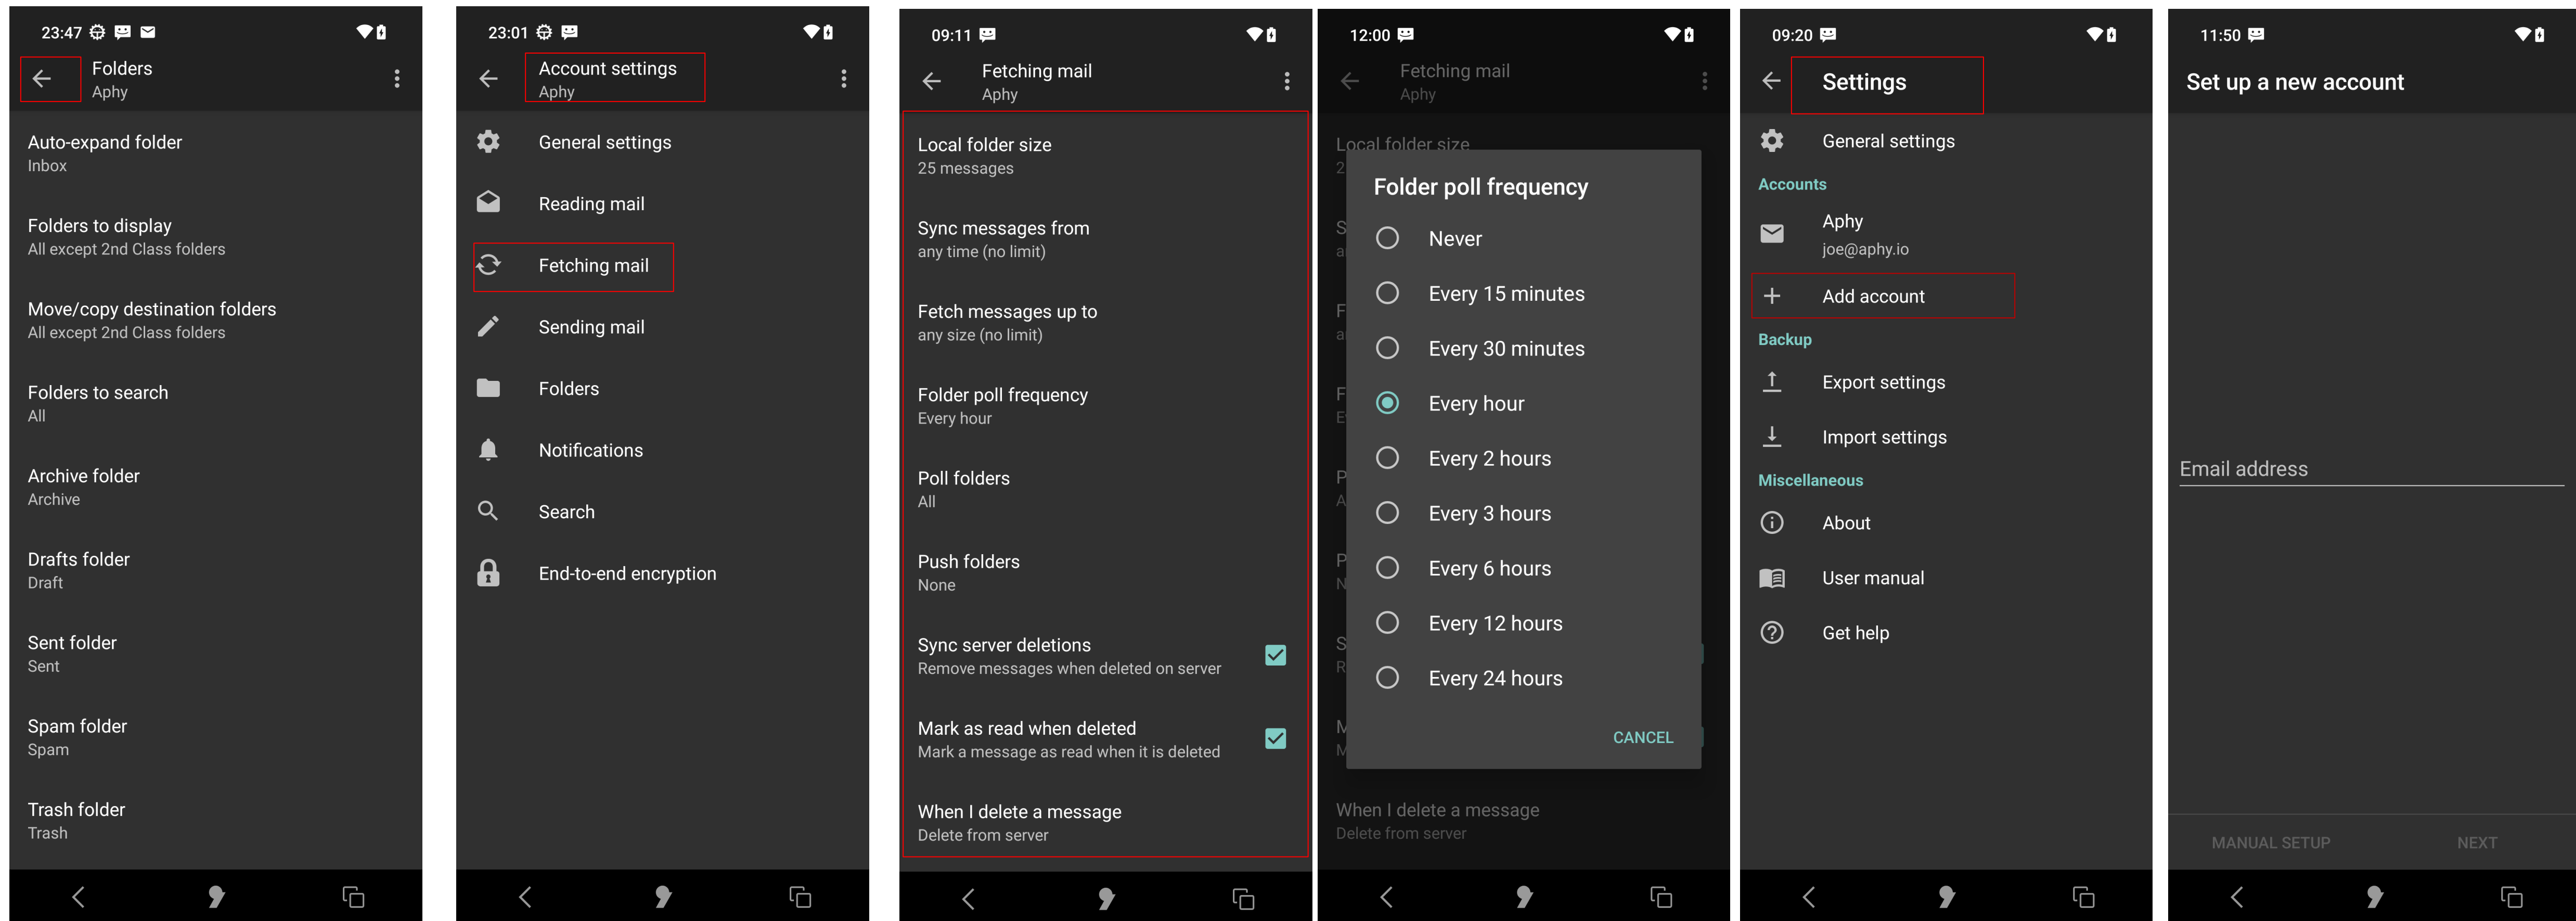 23:47
Folders
Aphy
Auto-expand folder
Inbox
Folders to display
All except 2nd Class folders
Move/copy destination folders
All except 2nd Class folders
Folders to search
All
Archive folder
Archive
Drafts folder
Draft
Sent folder
Sent
Spam folder
Spam
Trash folder
Trash
23:01
Account settings
Aphy
General settings
Reading mail
Fetching mail
Sending mail
Folders
Notifications
Search
End-to-end encryption
09:11
Fetching mail
Aphy
Local folder size
25 messages
Sync messages from
any time (no limit)
Fetch messages up to
any size (no limit)
Folder poll frequency
Every hour
Poll folders
All
Push folders
None
Sync server deletions
Remove messages when deleted on server
Mark as read when deleted
Mark a message as read when it is deleted
When I delete a message
Delete from server
12:00
Fetching mail
Aphy
Local folder size
Folder poll frequency
Never
Every 15 minutes
Every 30 minutes
Every hour
Every 2 hours
Every 3 hours
Every 6 hours
Every 12 hours
Every 24 hours
CANCEL
When I delete a message
Delete from server
09:20
Settings
General settings
Accounts
Aphy
joe@aphy.io
Add account
Backup
Export settings
Import settings
Miscellaneous
About
User manual
Get help
11:50
Set up a new account
Email address
MANUAL SETUP
NEXT